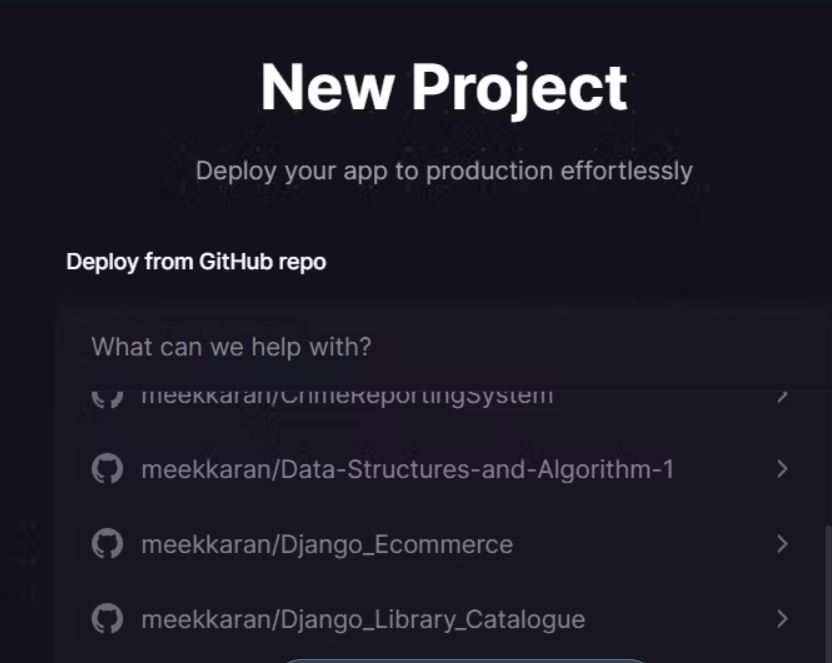 New Project
Deploy your app to production effortlessly
Deploy from GitHub repo
What can we help with?
meekkaran/CrimeReportingSystem
meekkaran/Data-Structures-and-Algorithm-1
meekkaran/Django_Ecommerce
meekkaran/Django_Library_Catalogue